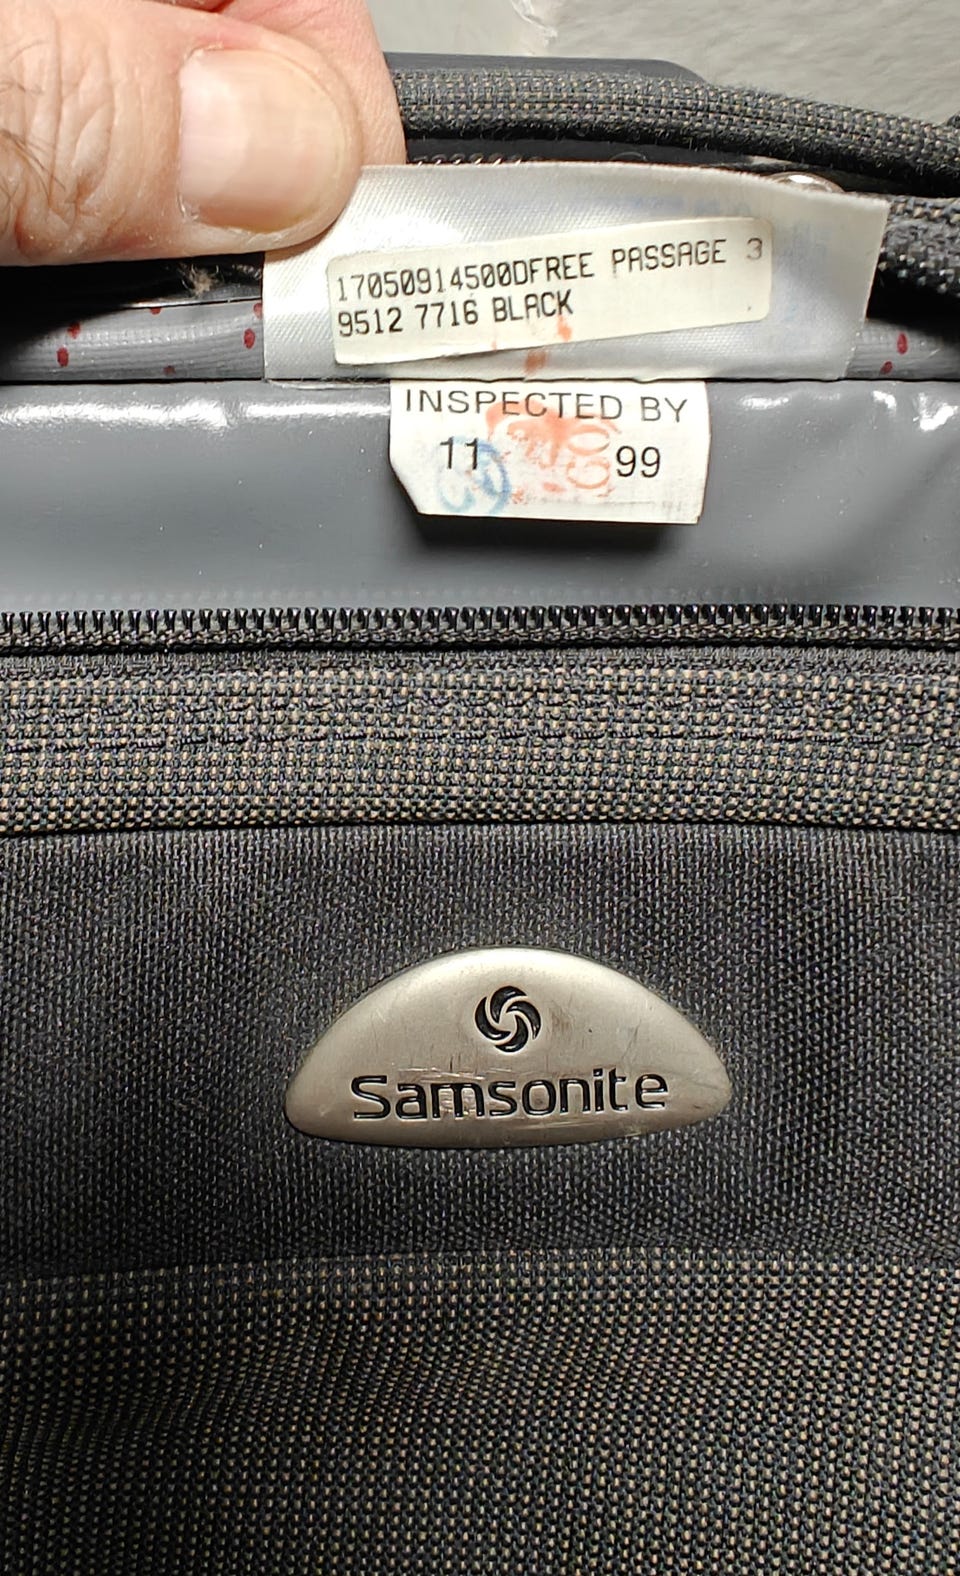 17050914500DFREE PASSAGE 3
9512 7716 BLACK
INSPECTED BY
11 99
Samsonite